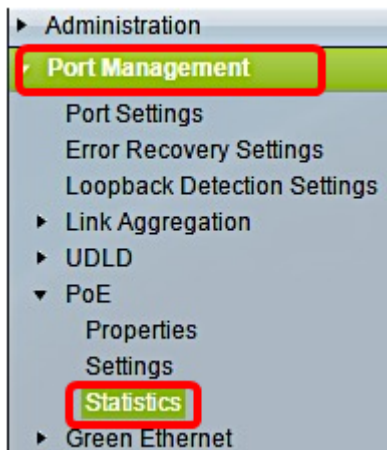 Administration
Port Management
Port Settings
Error Recovery Settings
Loopback Detection Settings
Link Aggregation
UDLD
PoE
Properties
Settings
Statistics
Green Ethernet